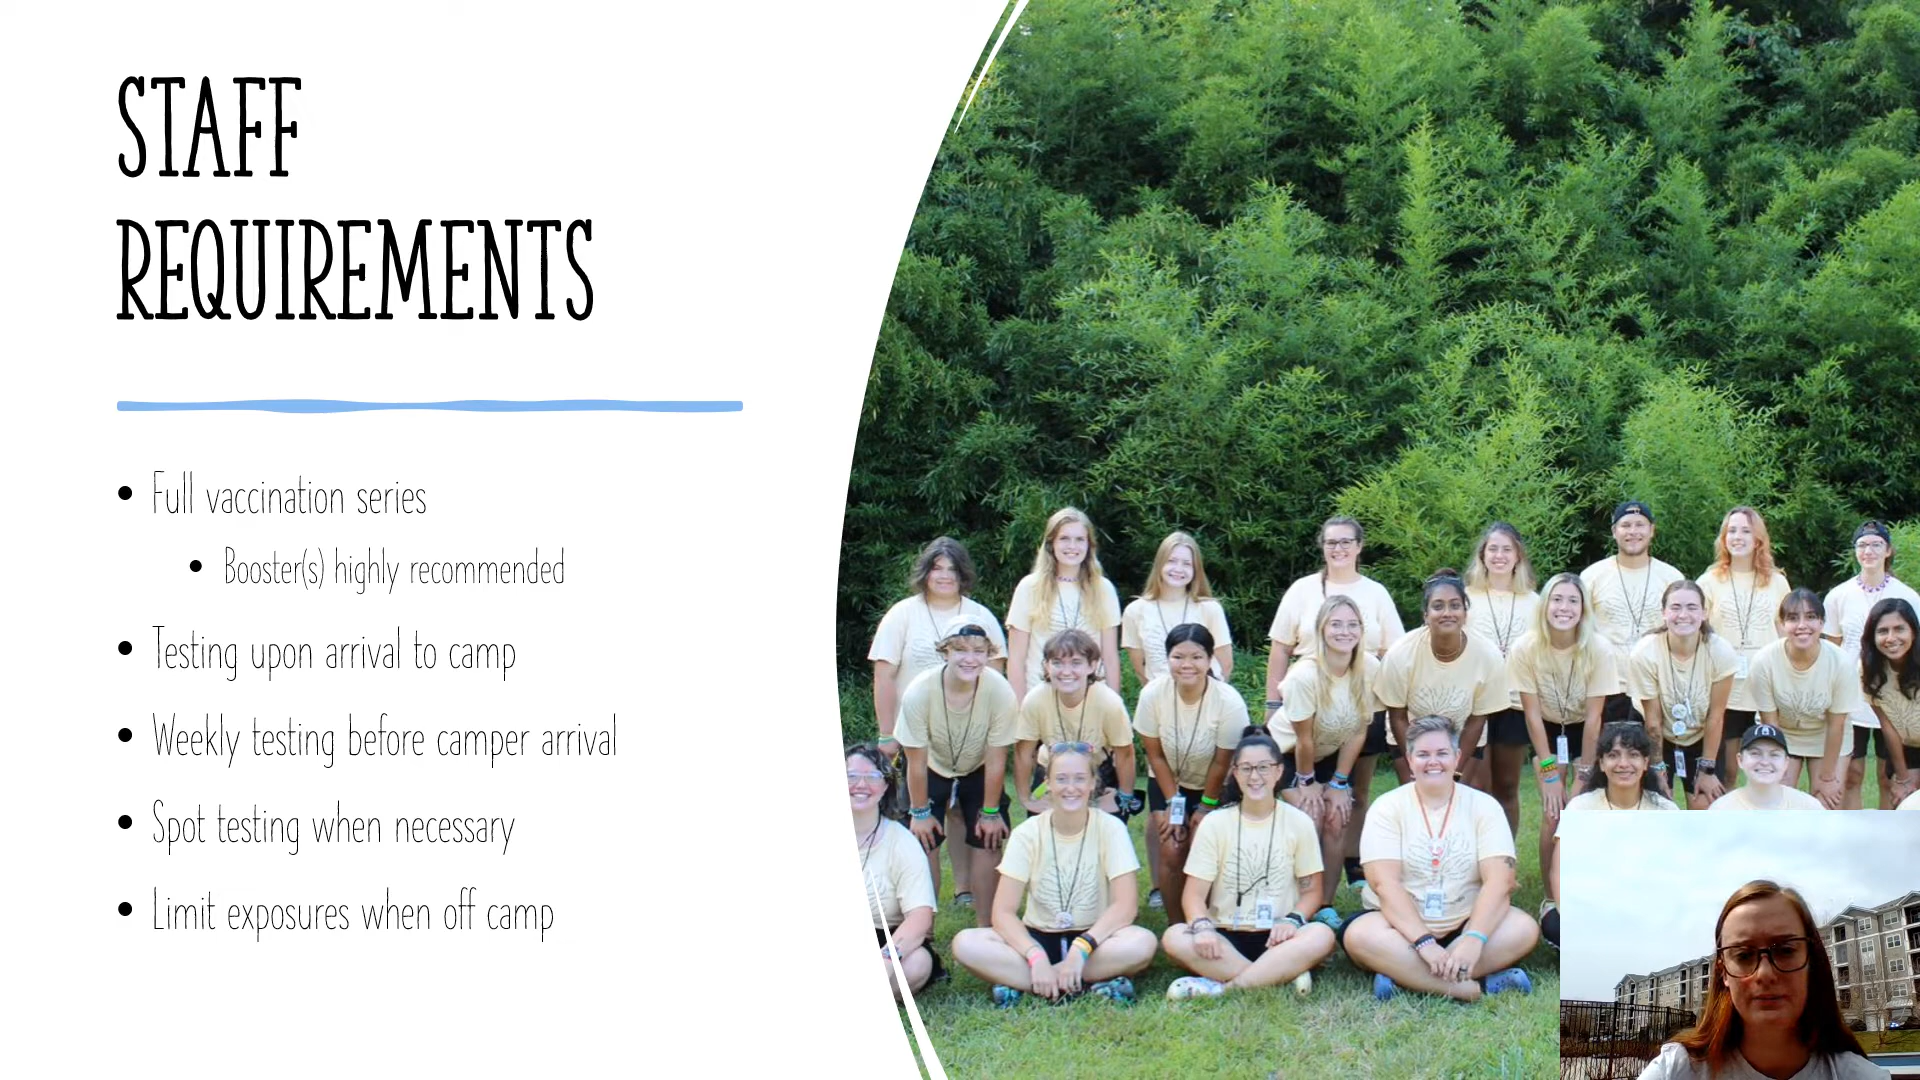 STAFF
REQUIREMENTS
• Full vaccination series
• Booster(s) highly recommended
• Testing upon arrival to camp
• Weekly testing before camper arrival
• Spot testing when necessary
• Limit exposures when off camp